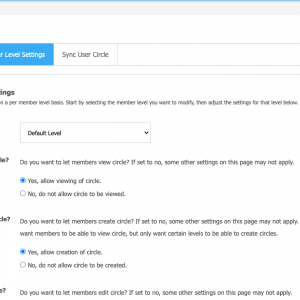 r Level Settings Sync User Circle
ings
n a per member level basis. Start by selecting the member level you want to modify, then adjust the settings for that level below.
Default Level
cle? Do you want to let members view circle? If set to no, some other settings on this page may not apply.
Yes, allow viewing of circle.
No, do not allow circle to be viewed.
rcle? Do you want to let members create circle? If set to no, some other settings on this page may not apply.
want members to be able to view circle, but only want certain levels to be able to create circles.
Yes, allow creation of circle.
No, do not allow circle to be created.
e? Do you want to let members edit circle? If set to no, some other settings on this page may not apply.